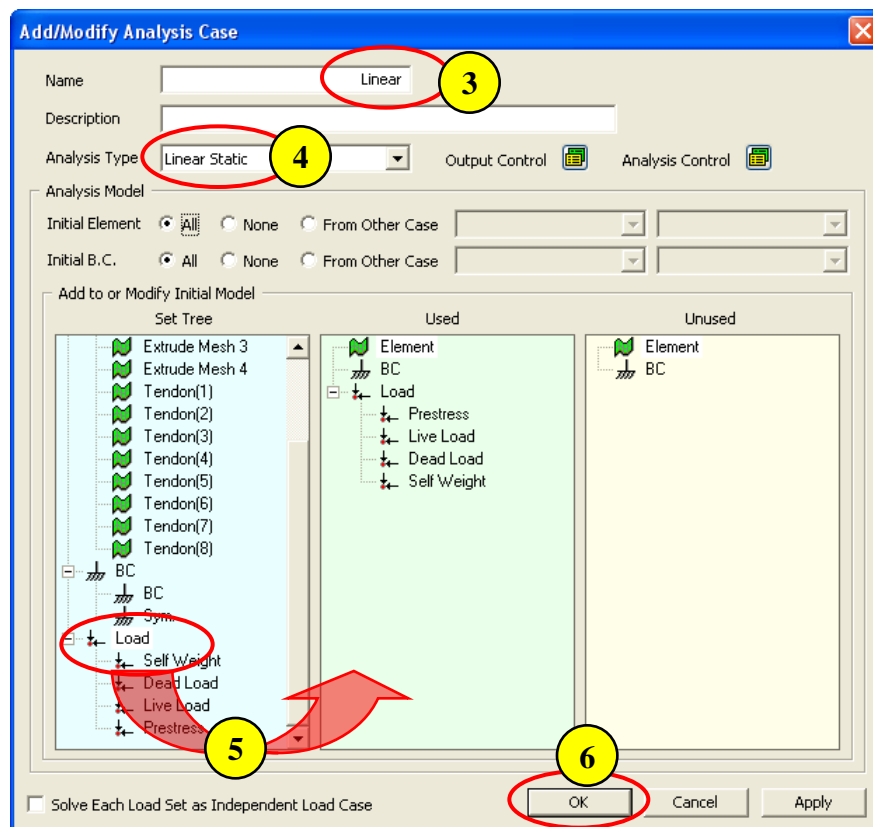 Add/Modify Analysis Case
Name Linear 3
Description
Analysis Type Linear Static 4 Output Control Analysis Control
Analysis Model
Initial Element All None From Other Case
Initial B.C. All None From Other Case
Add to or Modify Initial Model
Set Tree Used Unused
Extrude Mesh 3
Extrude Mesh 4
Tendon(1)
Tendon(2)
Tendon(3)
Tendon(4)
Tendon(5)
Tendon(6)
Tendon(7)
Tendon(8)
BC
BC
Sym.
Load
Self Weight
Dead Load
Live Load
Prestress
5
Element
BC
Load
Prestress
Live Load
Dead Load
Self Weight
Element
BC
6
Solve Each Load Set as Independent Load Case OK Cancel Apply